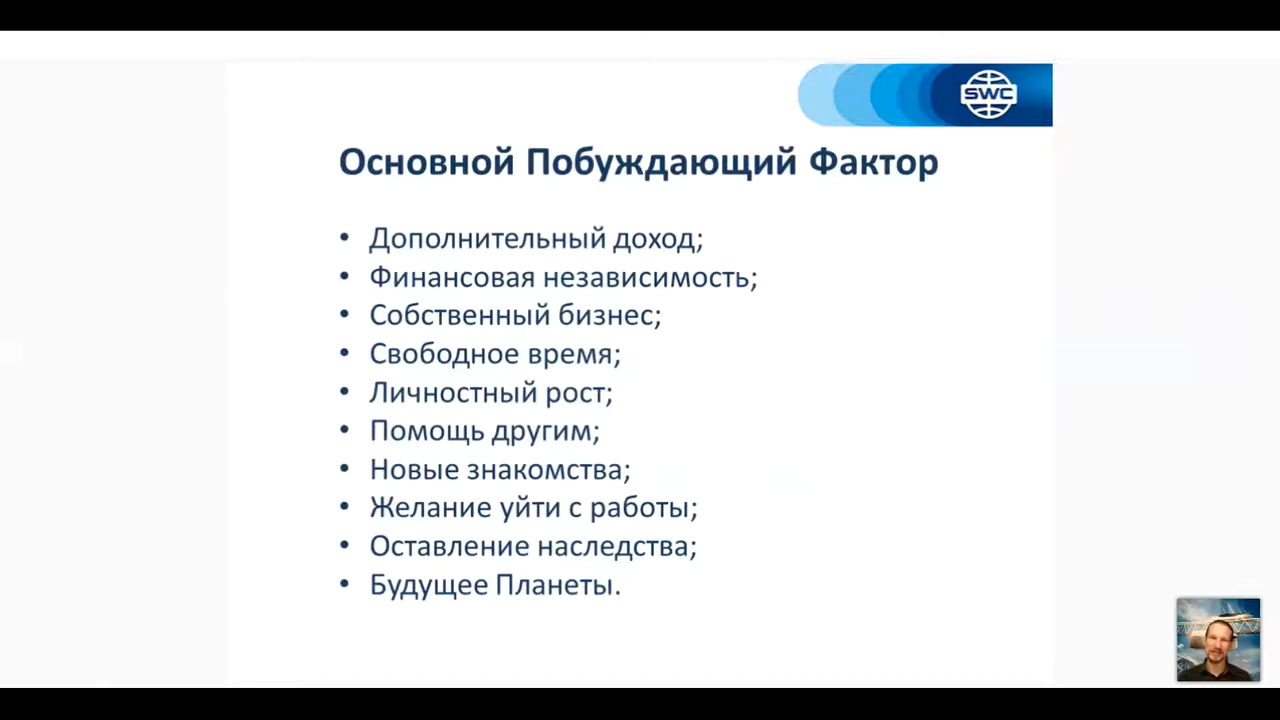 SWC
Основной Побуждающий Фактор
• Дополнительный доход;
• Финансовая независимость;
• Собственный бизнес;
• Свободное время;
• Личностный рост;
• Помощь другим;
• Новые знакомства;
• Желание уйти с работы;
• Оставление наследства;
• Будущее Планеты.